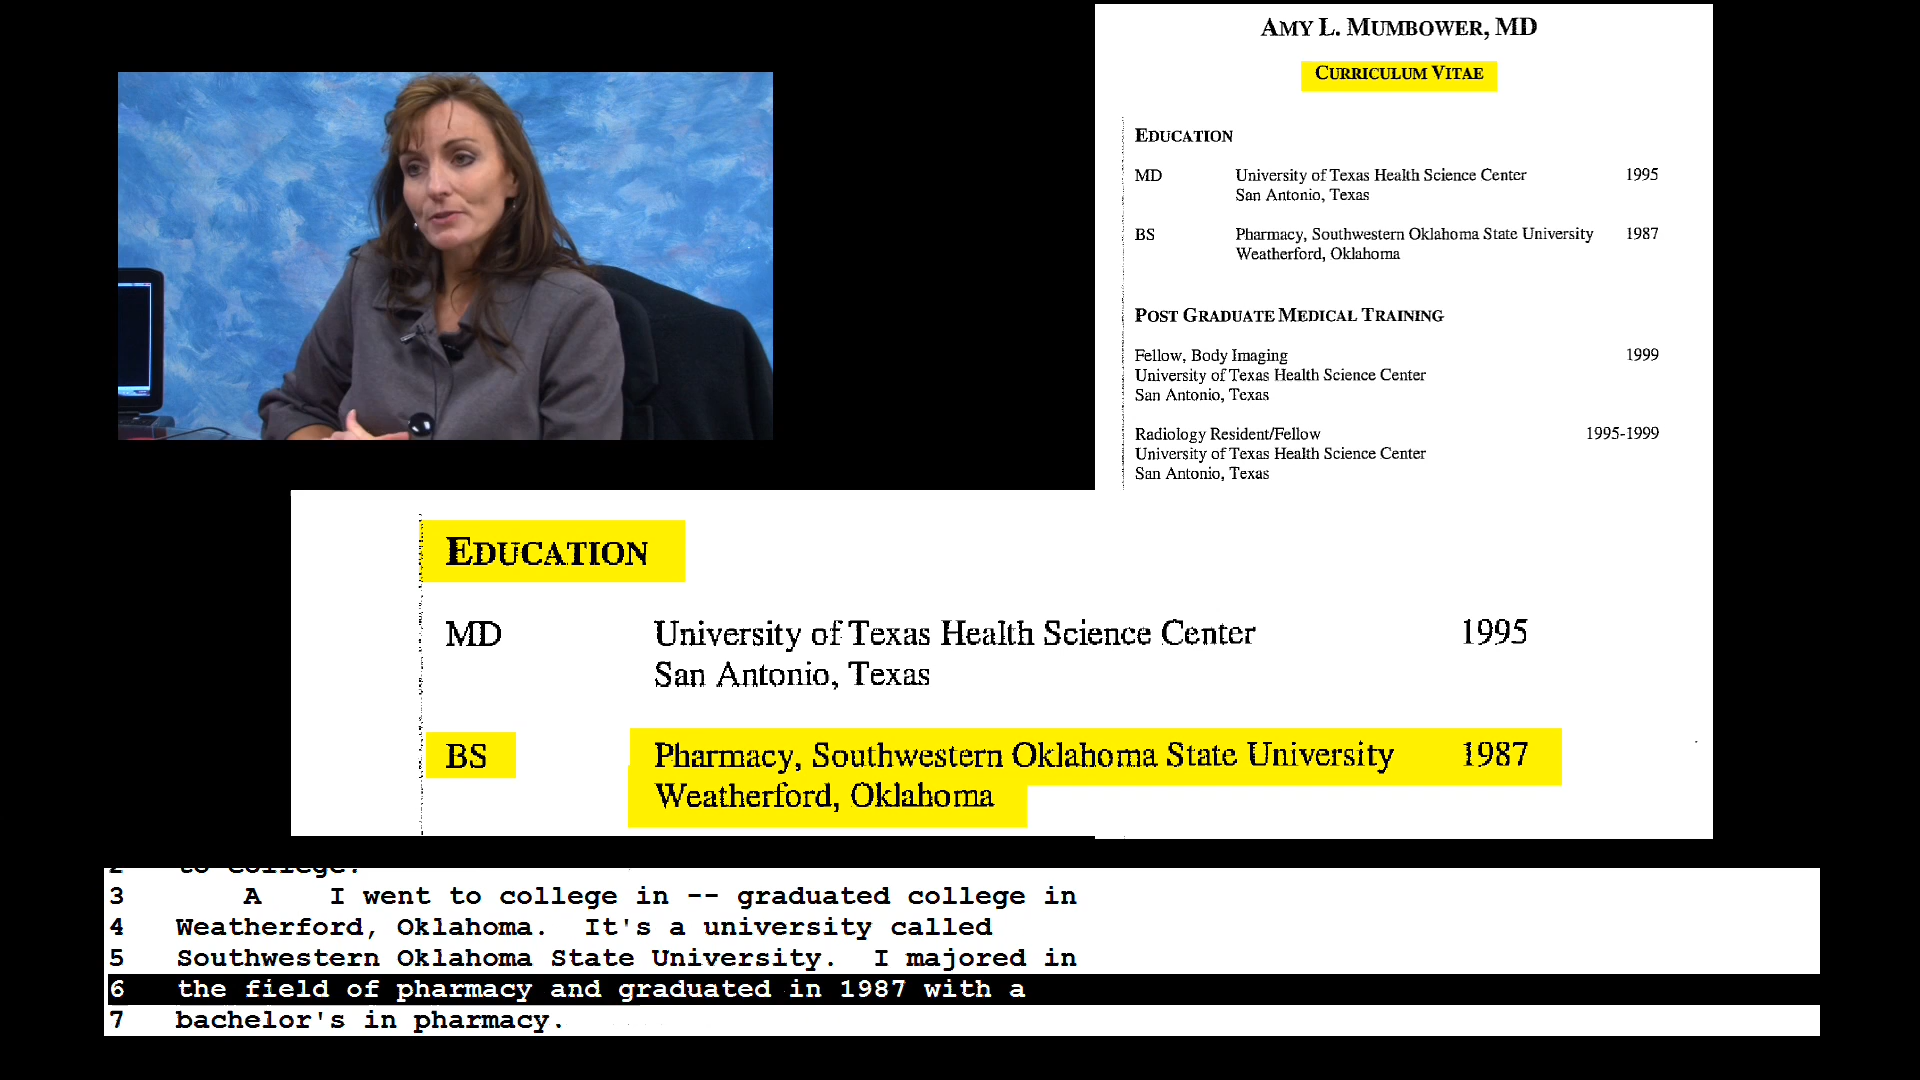 AMY L. MUMBOWER, MD
CURRICULUM VITAE
EDUCATION
MD University of Texas Health Science Center 1995
San Antonio, Texas
BS Pharmacy, Southwestern Oklahoma State University 1987
Weatherford, Oklahoma
POST GRADUATE MEDICAL TRAINING
Fellow, Body Imaging 1999
University of Texas Health Science Center
San Antonio, Texas
Radiology Resident/Fellow 1995-1999
University of Texas Health Science Center
San Antonio, Texas
EDUCATION
MD University of Texas Health Science Center 1995
San Antonio, Texas
BS Pharmacy, Southwestern Oklahoma State University 1987
Weatherford, Oklahoma
2 to college?
3 A I went to college in -- graduated college in
4 Weatherford, Oklahoma. It's a university called
5 Southwestern Oklahoma State University. I majored in
6 the field of pharmacy and graduated in 1987 with a
7 bachelor's in pharmacy.